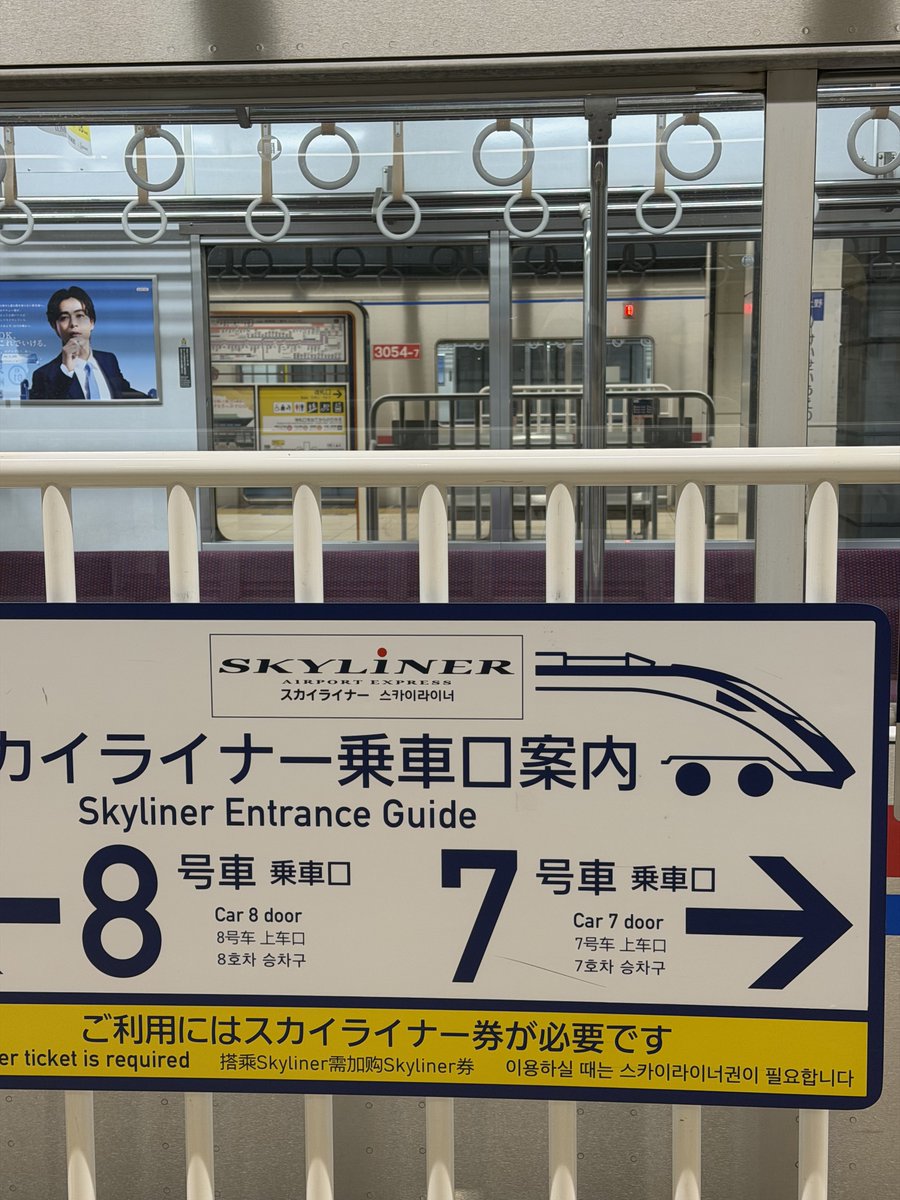 3054-7
SKYLiNER
AIRPORT EXPRESS
スカイライナー 스카이라이너
カイライナー乗車口案内
Skyliner Entrance Guide
←8 号車 乗車口
Car 8 door
8号车 上车口
8호차 승차구
7 号車 乗車口 →
Car 7 door
7号车 上车口
7호차 승차구
ご利用にはスカイライナー券が必要です
er ticket is required 搭乘Skyliner需加购Skyliner券 이용하실 때는 스카이라이너권이 필요합니다